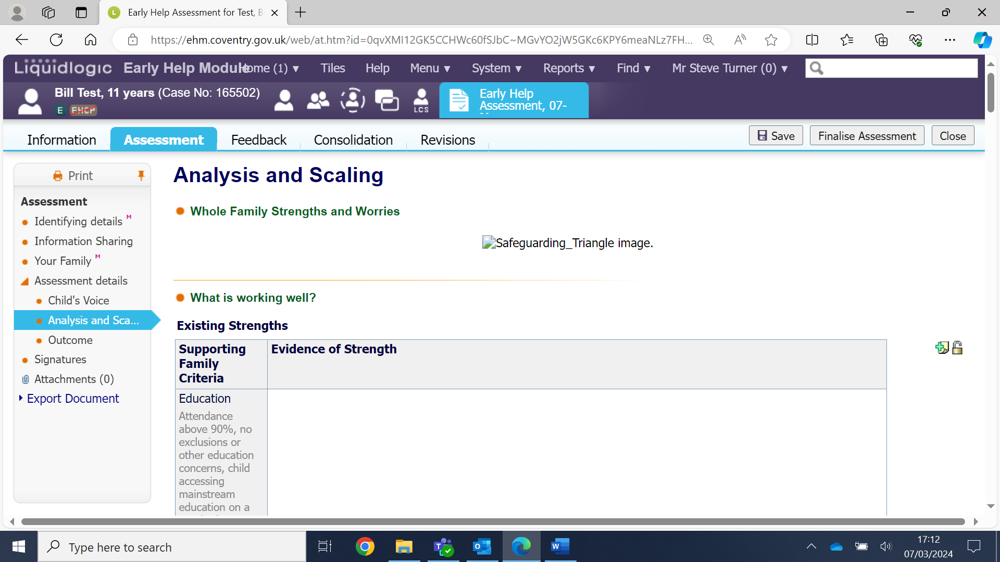 Early Help Assessment for Test, B
https://ehm.coventry.gov.uk/web/at.htm?id=0qvXMI12GK5CCHWc60fSJbC~MGvYO2jW5GKc6KPY6meaNLz7FH...
Liquidlogic Early Help Module ome (1) Tiles Help Menu System Reports Find Mr Steve Turner (0)
Bill Test, 11 years (Case No: 165502)
E EHCP
LCS
Early Help
Assessment, 07-
Information Assessment Feedback Consolidation Revisions Save Finalise Assessment Close
Print
Assessment
Identifying details M
Information Sharing
Your Family M
Assessment details
Child's Voice
Analysis and Sca...
Outcome
Signatures
Attachments (0)
Export Document
Analysis and Scaling
Whole Family Strengths and Worries
Safeguarding_Triangle image.
What is working well?
Existing Strengths
Supporting
Family
Criteria
Evidence of Strength
Education
Attendance
above 90%, no
exclusions or
other education
concerns, child
accessing
mainstream
education on a
Type here to search
17:12
07/03/2024